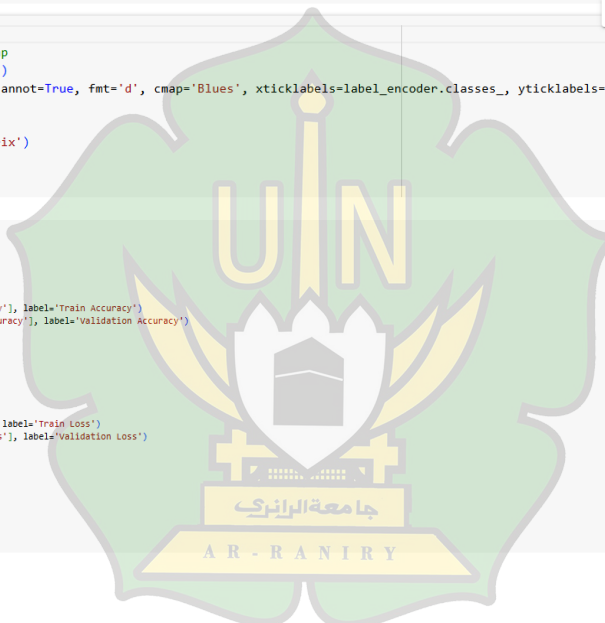 p
)
annot=True, fmt='d', cmap='Blues', xticklabels=label_encoder.classes_, yticklabels=
ix')
UIN
y'], label='Train Accuracy')
uracy'], label='Validation Accuracy')
label='Train Loss')
s'], label='Validation Loss')
جامعة الرانري
AR-RANIRY